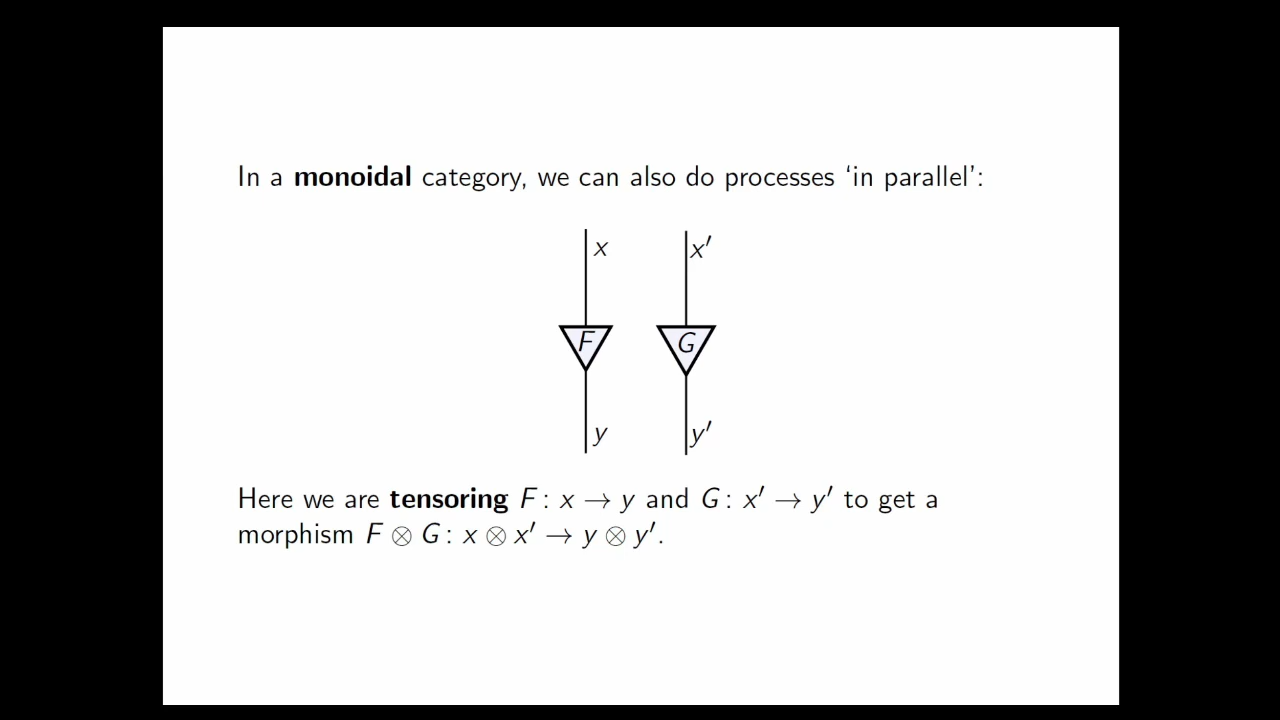 In a monoidal category, we can also do processes ‘in parallel’:
x x′
F G
y y′
Here we are tensoring F : x → y and G : x′ → y′ to get a
morphism F ⊗ G : x ⊗ x′ → y ⊗ y′.